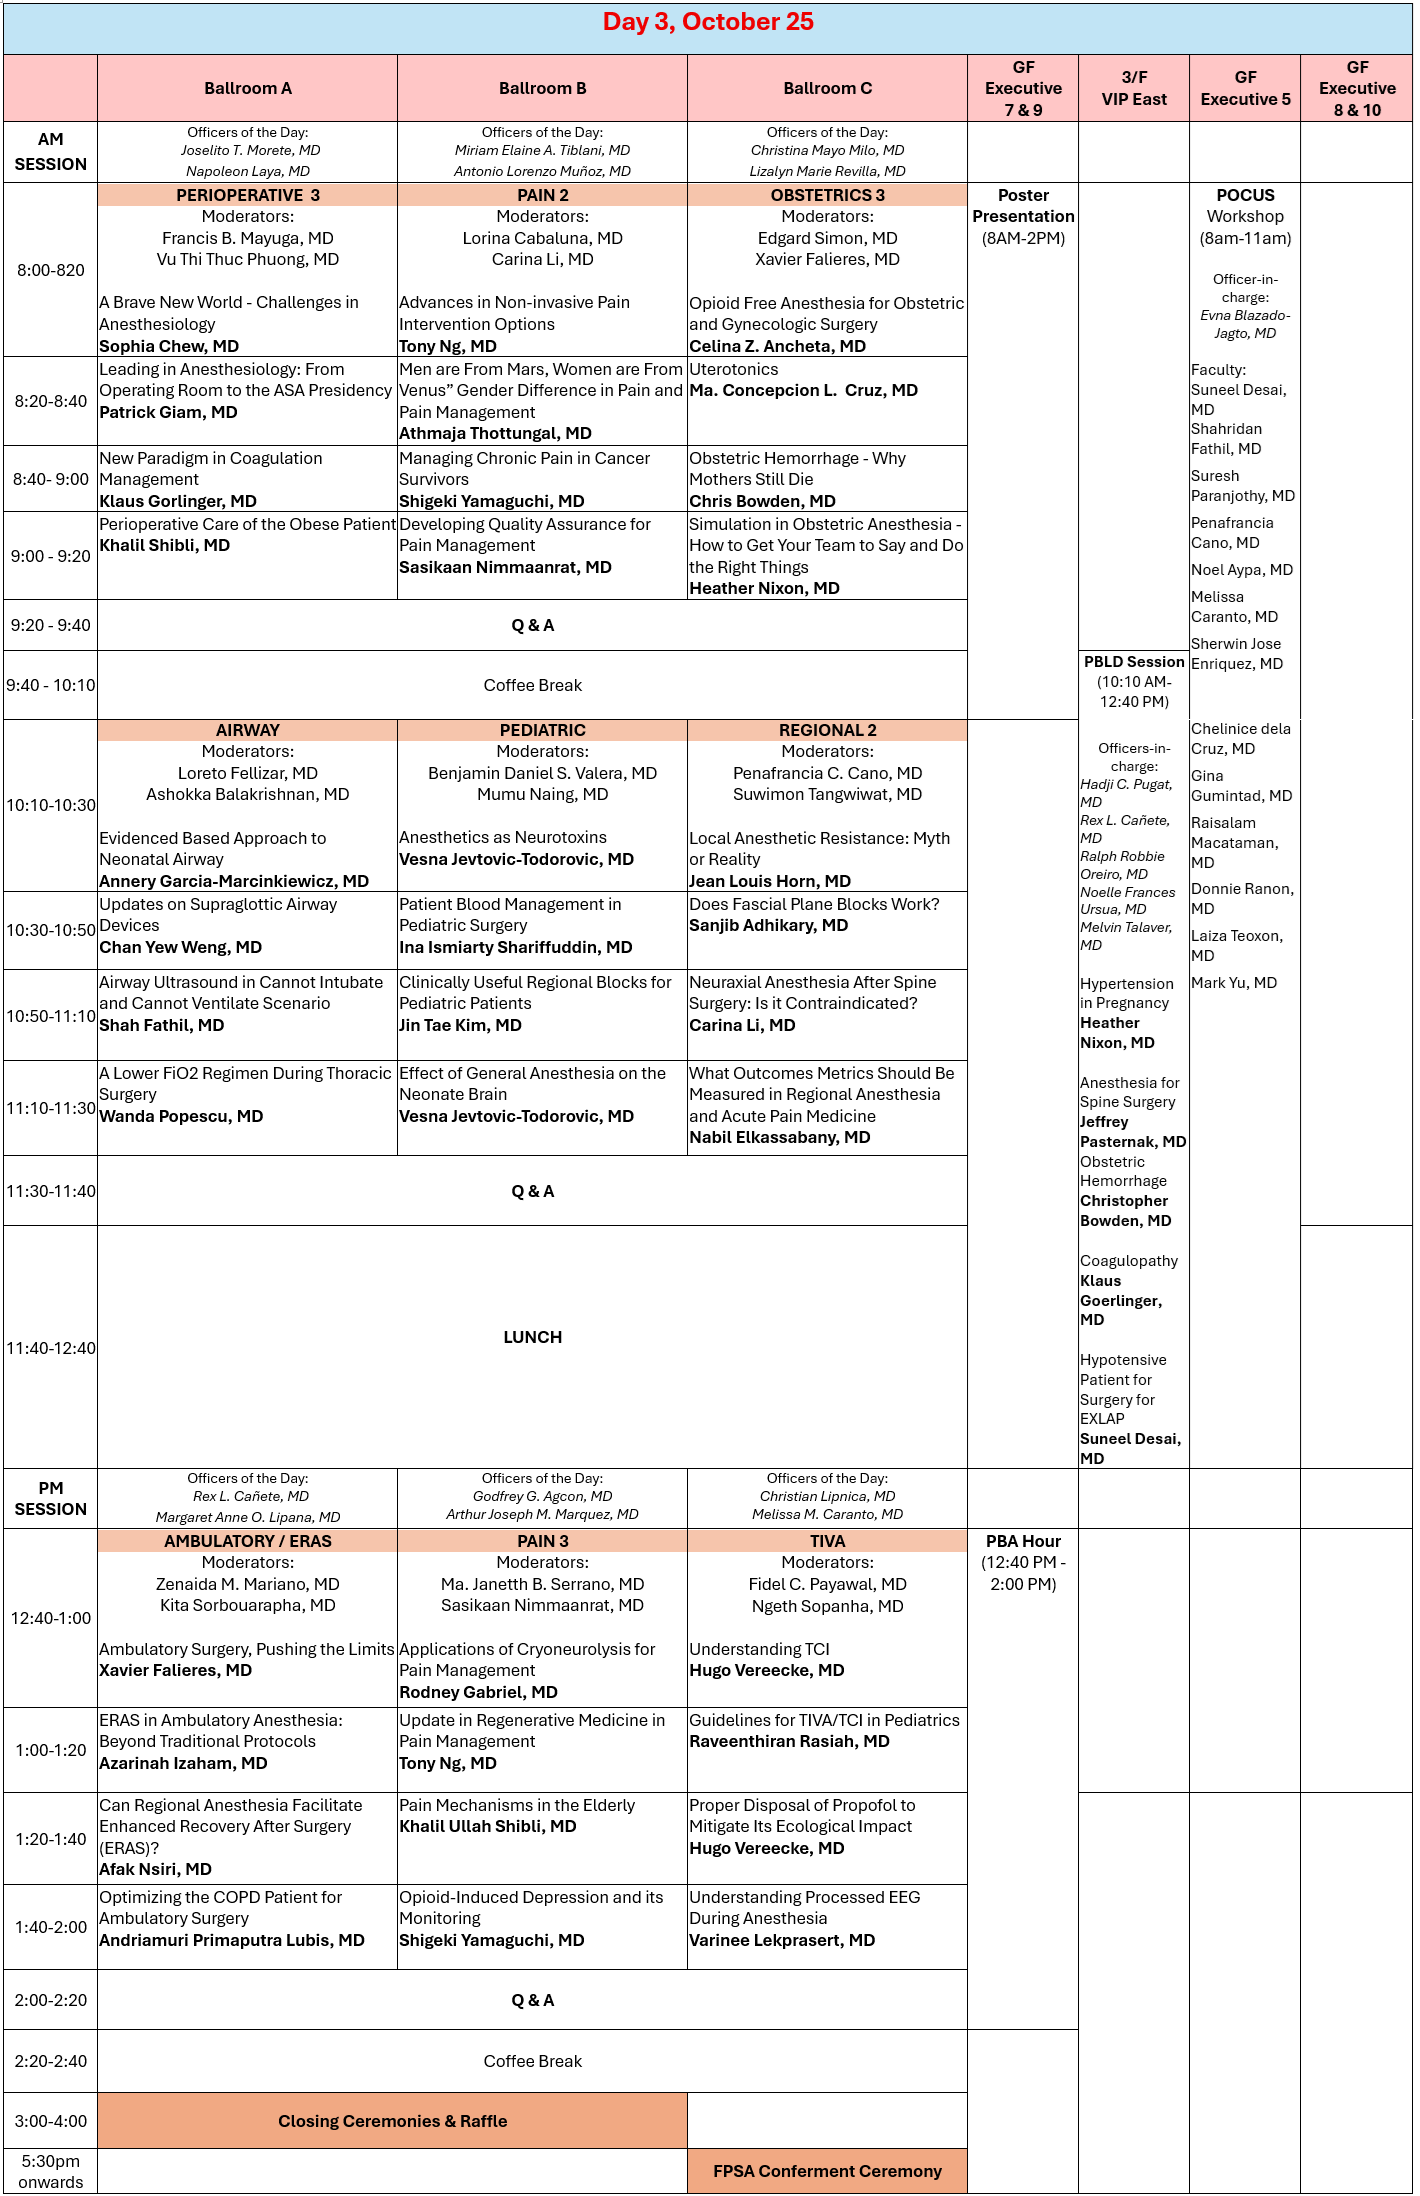 Day 3, October 25
Ballroom A
Ballroom B
Ballroom C
GF
Executive
7 & 9
3/F
VIP East
GF
Executive 5
GF
Executive
8 & 10
AM
SESSION
Officers of the Day:
Joselito T. Morete, MD
Napoleon Laya, MD
Officers of the Day:
Miriam Elaine A. Tiblani, MD
Antonio Lorenzo Muñoz, MD
Officers of the Day:
Christina Mayo Milo, MD
Lizalyn Marie Revilla, MD
8:00-820
PERIOPERATIVE 3
Moderators:
Francis B. Mayuga, MD
Vu Thi Thuc Phuong, MD
A Brave New World - Challenges in
Anesthesiology
Sophia Chew, MD
PAIN 2
Moderators:
Lorina Cabaluna, MD
Carina Li, MD
Advances in Non-invasive Pain
Intervention Options
Tony Ng, MD
OBSTETRICS 3
Moderators:
Edgard Simon, MD
Xavier Falieres, MD
Opioid Free Anesthesia for Obstetric
and Gynecologic Surgery
Celina Z. Ancheta, MD
Poster
Presentation
(8AM-2PM)
POCUS
Workshop
(8am-11am)
Officer-in-
charge:
Evna Blazado-
Jagto, MD
Faculty:
Suneel Desai,
MD
Shahridan
Fathil, MD
Suresh
Paranjothy, MD
Penafrancia
Cano, MD
Noel Aypa, MD
Melissa
Caranto, MD
Sherwin Jose
Enriquez, MD
Chelinice dela
Cruz, MD
Gina
Gumintad, MD
Raisalam
Macataman,
MD
Donnie Ranon,
MD
Laiza Teoxon,
MD
Mark Yu, MD
8:20-8:40
Leading in Anesthesiology: From
Operating Room to the ASA Presidency
Patrick Giam, MD
Men are From Mars, Women are From
Venus” Gender Difference in Pain and
Pain Management
Athmaja Thottungal, MD
Uterotonics
Ma. Concepcion L. Cruz, MD
8:40- 9:00
New Paradigm in Coagulation
Management
Klaus Gorlinger, MD
Managing Chronic Pain in Cancer
Survivors
Shigeki Yamaguchi, MD
Obstetric Hemorrhage - Why
Mothers Still Die
Chris Bowden, MD
9:00 - 9:20
Perioperative Care of the Obese Patient
Khalil Shibli, MD
Developing Quality Assurance for
Pain Management
Sasikaan Nimmaanrat, MD
Simulation in Obstetric Anesthesia -
How to Get Your Team to Say and Do
the Right Things
Heather Nixon, MD
9:20 - 9:40
Q & A
9:40 - 10:10
Coffee Break
PBLD Session
(10:10 AM-
12:40 PM)
Officers-in-
charge:
Hadji C. Pugat,
MD
Rex L. Cañete,
MD
Ralph Robbie
Oreiro, MD
Noelle Frances
Ursua, MD
Melvin Talaver,
MD
Hypertension
in Pregnancy
Heather
Nixon, MD
Anesthesia for
Spine Surgery
Jeffrey
Pasternak, MD
Obstetric
Hemorrhage
Christopher
Bowden, MD
Coagulopathy
Klaus
Goerlinger,
MD
Hypotensive
Patient for
Surgery for
EXLAP
Suneel Desai,
MD
10:10-10:30
AIRWAY
Moderators:
Loreto Fellizar, MD
Ashokka Balakrishnan, MD
Evidenced Based Approach to
Neonatal Airway
Annery Garcia-Marcinkiewicz, MD
PEDIATRIC
Moderators:
Benjamin Daniel S. Valera, MD
Mumu Naing, MD
Anesthetics as Neurotoxins
Vesna Jevtovic-Todorovic, MD
REGIONAL 2
Moderators:
Penafrancia C. Cano, MD
Suwimon Tangwiwat, MD
Local Anesthetic Resistance: Myth
or Reality
Jean Louis Horn, MD
10:30-10:50
Updates on Supraglottic Airway
Devices
Chan Yew Weng, MD
Patient Blood Management in
Pediatric Surgery
Ina Ismiarty Shariffuddin, MD
Does Fascial Plane Blocks Work?
Sanjib Adhikary, MD
10:50-11:10
Airway Ultrasound in Cannot Intubate
and Cannot Ventilate Scenario
Shah Fathil, MD
Clinically Useful Regional Blocks for
Pediatric Patients
Jin Tae Kim, MD
Neuraxial Anesthesia After Spine
Surgery: Is it Contraindicated?
Carina Li, MD
11:10-11:30
A Lower FiO2 Regimen During Thoracic
Surgery
Wanda Popescu, MD
Effect of General Anesthesia on the
Neonate Brain
Vesna Jevtovic-Todorovic, MD
What Outcomes Metrics Should Be
Measured in Regional Anesthesia
and Acute Pain Medicine
Nabil Elkassabany, MD
11:30-11:40
Q & A
11:40-12:40
LUNCH
PM
SESSION
Officers of the Day:
Rex L. Cañete, MD
Margaret Anne O. Lipana, MD
Officers of the Day:
Godfrey G. Agcon, MD
Arthur Joseph M. Marquez, MD
Officers of the Day:
Christian Lipnica, MD
Melissa M. Caranto, MD
12:40-1:00
AMBULATORY / ERAS
Moderators:
Zenaida M. Mariano, MD
Kita Sorbouarapha, MD
Ambulatory Surgery, Pushing the Limits
Xavier Falieres, MD
PAIN 3
Moderators:
Ma. Janetth B. Serrano, MD
Sasikaan Nimmaanrat, MD
Applications of Cryoneurolysis for
Pain Management
Rodney Gabriel, MD
TIVA
Moderators:
Fidel C. Payawal, MD
Ngeth Sopanha, MD
Understanding TCI
Hugo Vereecke, MD
PBA Hour
(12:40 PM -
2:00 PM)
1:00-1:20
ERAS in Ambulatory Anesthesia:
Beyond Traditional Protocols
Azarinah Izaham, MD
Update in Regenerative Medicine in
Pain Management
Tony Ng, MD
Guidelines for TIVA/TCI in Pediatrics
Raveenthiran Rasiah, MD
1:20-1:40
Can Regional Anesthesia Facilitate
Enhanced Recovery After Surgery
(ERAS)?
Afak Nsiri, MD
Pain Mechanisms in the Elderly
Khalil Ullah Shibli, MD
Proper Disposal of Propofol to
Mitigate Its Ecological Impact
Hugo Vereecke, MD
1:40-2:00
Optimizing the COPD Patient for
Ambulatory Surgery
Andriamuri Primaputra Lubis, MD
Opioid-Induced Depression and its
Monitoring
Shigeki Yamaguchi, MD
Understanding Processed EEG
During Anesthesia
Varinee Lekprasert, MD
2:00-2:20
Q & A
2:20-2:40
Coffee Break
3:00-4:00
Closing Ceremonies & Raffle
5:30pm
onwards
FPSA Conferment Ceremony